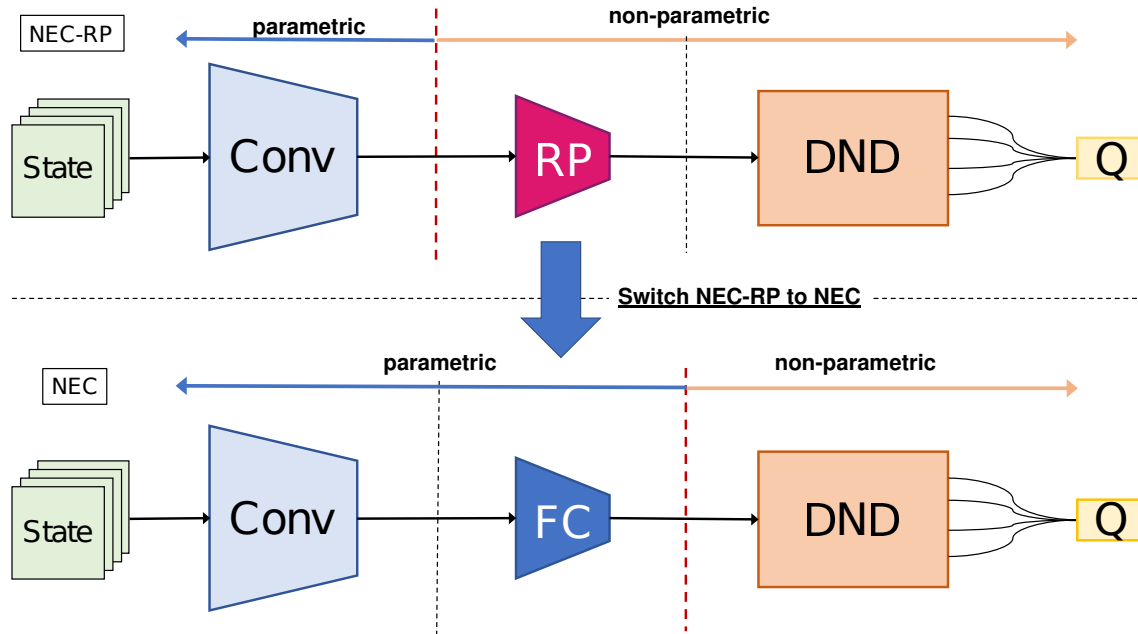 NEC-RP
parametric
non-parametric
State
Conv
RP
DND
Q
Switch NEC-RP to NEC
NEC
parametric
non-parametric
State
Conv
FC
DND
Q